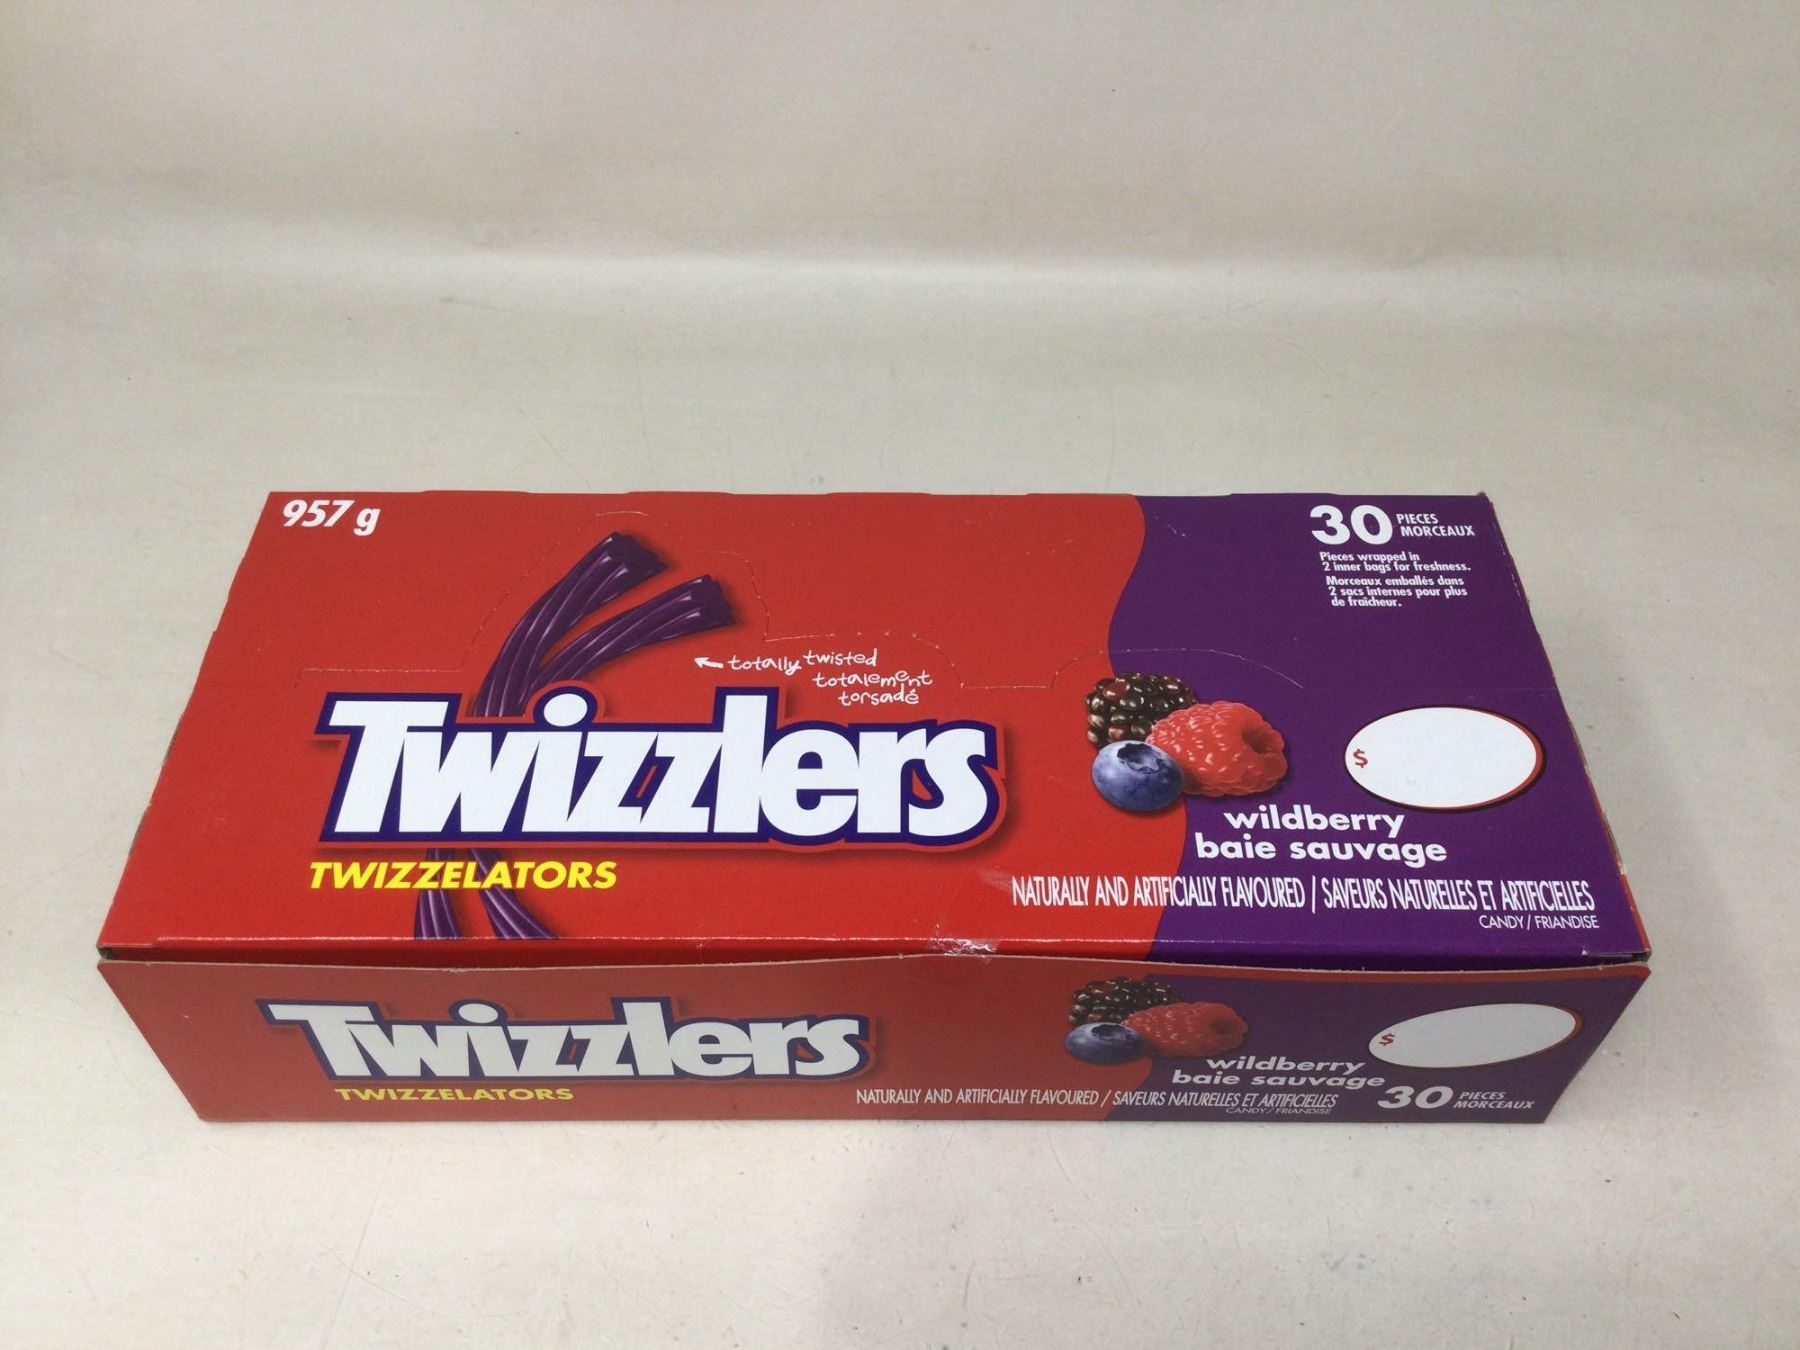 957 g
30 PIECES
MORCEAUX
Pieces wrapped in
2 inner bags for freshness.
Morceaux emballés dans
2 sacs internes pour plus
de fraîcheur.
totally twisted
totalement
torsadé
Twizzlers
$
TWIZZELATORS
wildberry
baie sauvage
NATURALLY AND ARTIFICIALLY FLAVOURED / SAVEURS NATURELLES ET ARTIFICIELLES
CANDY / FRIANDISE
Twizzlers
TWIZZELATORS
$
wildberry
baie sauvage
NATURALLY AND ARTIFICIALLY FLAVOURED / SAVEURS NATURELLES ET ARTIFICIELLES
CANDY / FRIANDISE
30 PIECES
MORCEAUX